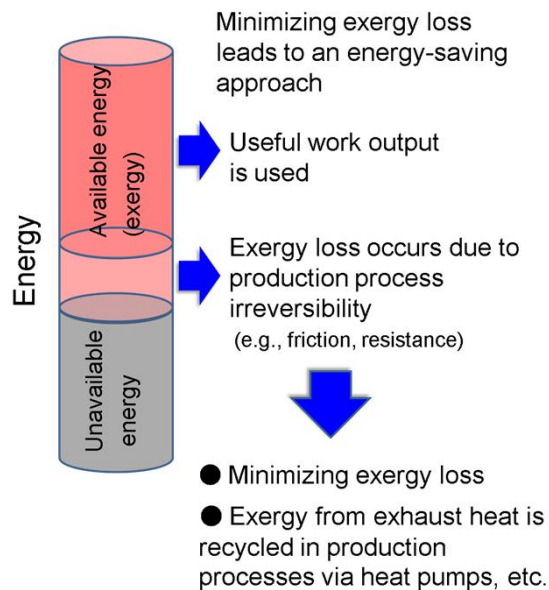 Minimizing exergy loss
leads to an energy-saving
approach
Energy
Available energy
(exergy)
Useful work output
is used
Exergy loss occurs due to
production process
irreversibility
(e.g., friction, resistance)
Unavailable
energy
● Minimizing exergy loss
● Exergy from exhaust heat is
recycled in production
processes via heat pumps, etc.